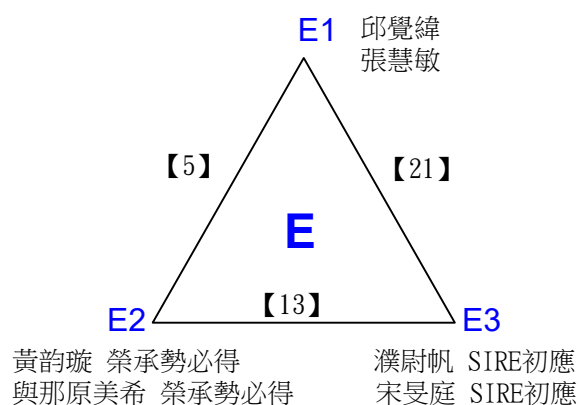 E1 邱覺緯
張慧敏
【5】
【21】
E
E2
【13】
E3
黃韵璇 榮承勢必得
與那原美希 榮承勢必得
濮尉帆 SIRE初應
宋旻庭 SIRE初應